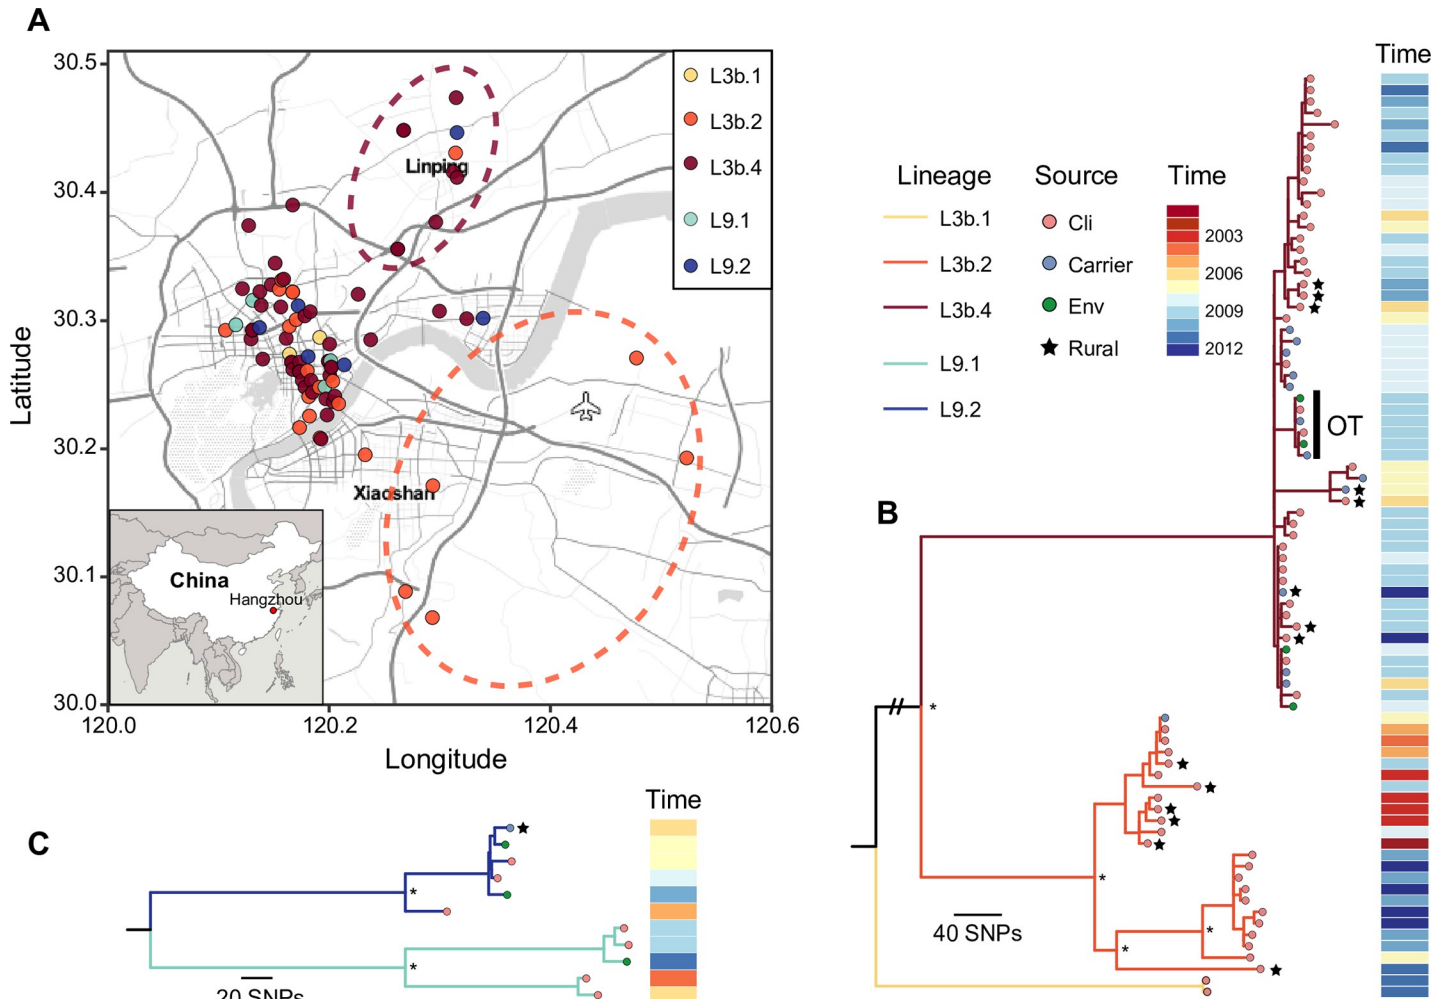 A
30.5
30.4
30.3
30.2
30.1
30.0
Latitude
120.0
120.2
120.4
120.6
Longitude
Linping
Xiaoshan
China
Hangzhou
L3b.1
L3b.2
L3b.4
L9.1
L9.2
Lineage
L3b.1
L3b.2
L3b.4
L9.1
L9.2
Source
Cli
Carrier
Env
Rural
Time
2003
2006
2009
2012
Time
OT
B
//
*
*
*
*
40 SNPs
C
Time
*
*
20 SNPs